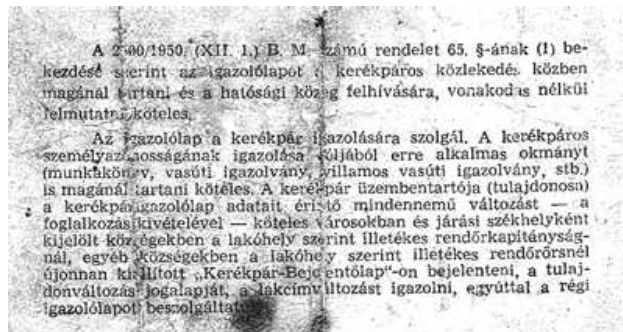 A 2500/1950. (XII. 1.) B. M. számú rendelet 65. §-ának (1) be-
kezdése szerint az igazolólapot a kerékpáros közlekedés közben
magánál tartani és a hatósági közeg felhívására, vonakodás nélkül
felmutatni köteles.
Az igazolólap a kerékpár igazolására szolgál. A kerékpáros
személyazonosságának igazolása céljából erre alkalmas okmányt
(munkakönyv, vasúti igazolvány, villamos vasúti igazolvány, stb.)
is magánál tartani köteles. A kerékpár üzembentartója (tulajdonosa)
a kerékpárigazolólap adatait érintő mindennemű változást — a
foglalkozás kivételével — köteles városokban és járási székhelyként
kijelölt községekben a lakóhely szerint illetékes rendőrkapitányság-
nál, egyéb községekben a lakóhely szerint illetékes rendőrőrsnél
újonnan kiállított „Kerékpár-Bejelentőlap”-on bejelenteni, a tulaj-
donváltozás jogalapját, a lakcímváltozást igazolni, egyúttal a régi
igazolólapot beszolgáltatni.